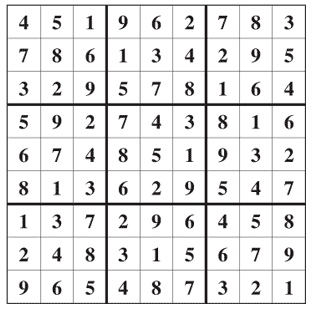 4 5 1 9 6 2 7 8 3
7 8 6 1 3 4 2 9 5
3 2 9 5 7 8 1 6 4
5 9 2 7 4 3 8 1 6
6 7 4 8 5 1 9 3 2
8 1 3 6 2 9 5 4 7
1 3 7 2 9 6 4 5 8
2 4 8 3 1 5 6 7 9
9 6 5 4 8 7 3 2 1